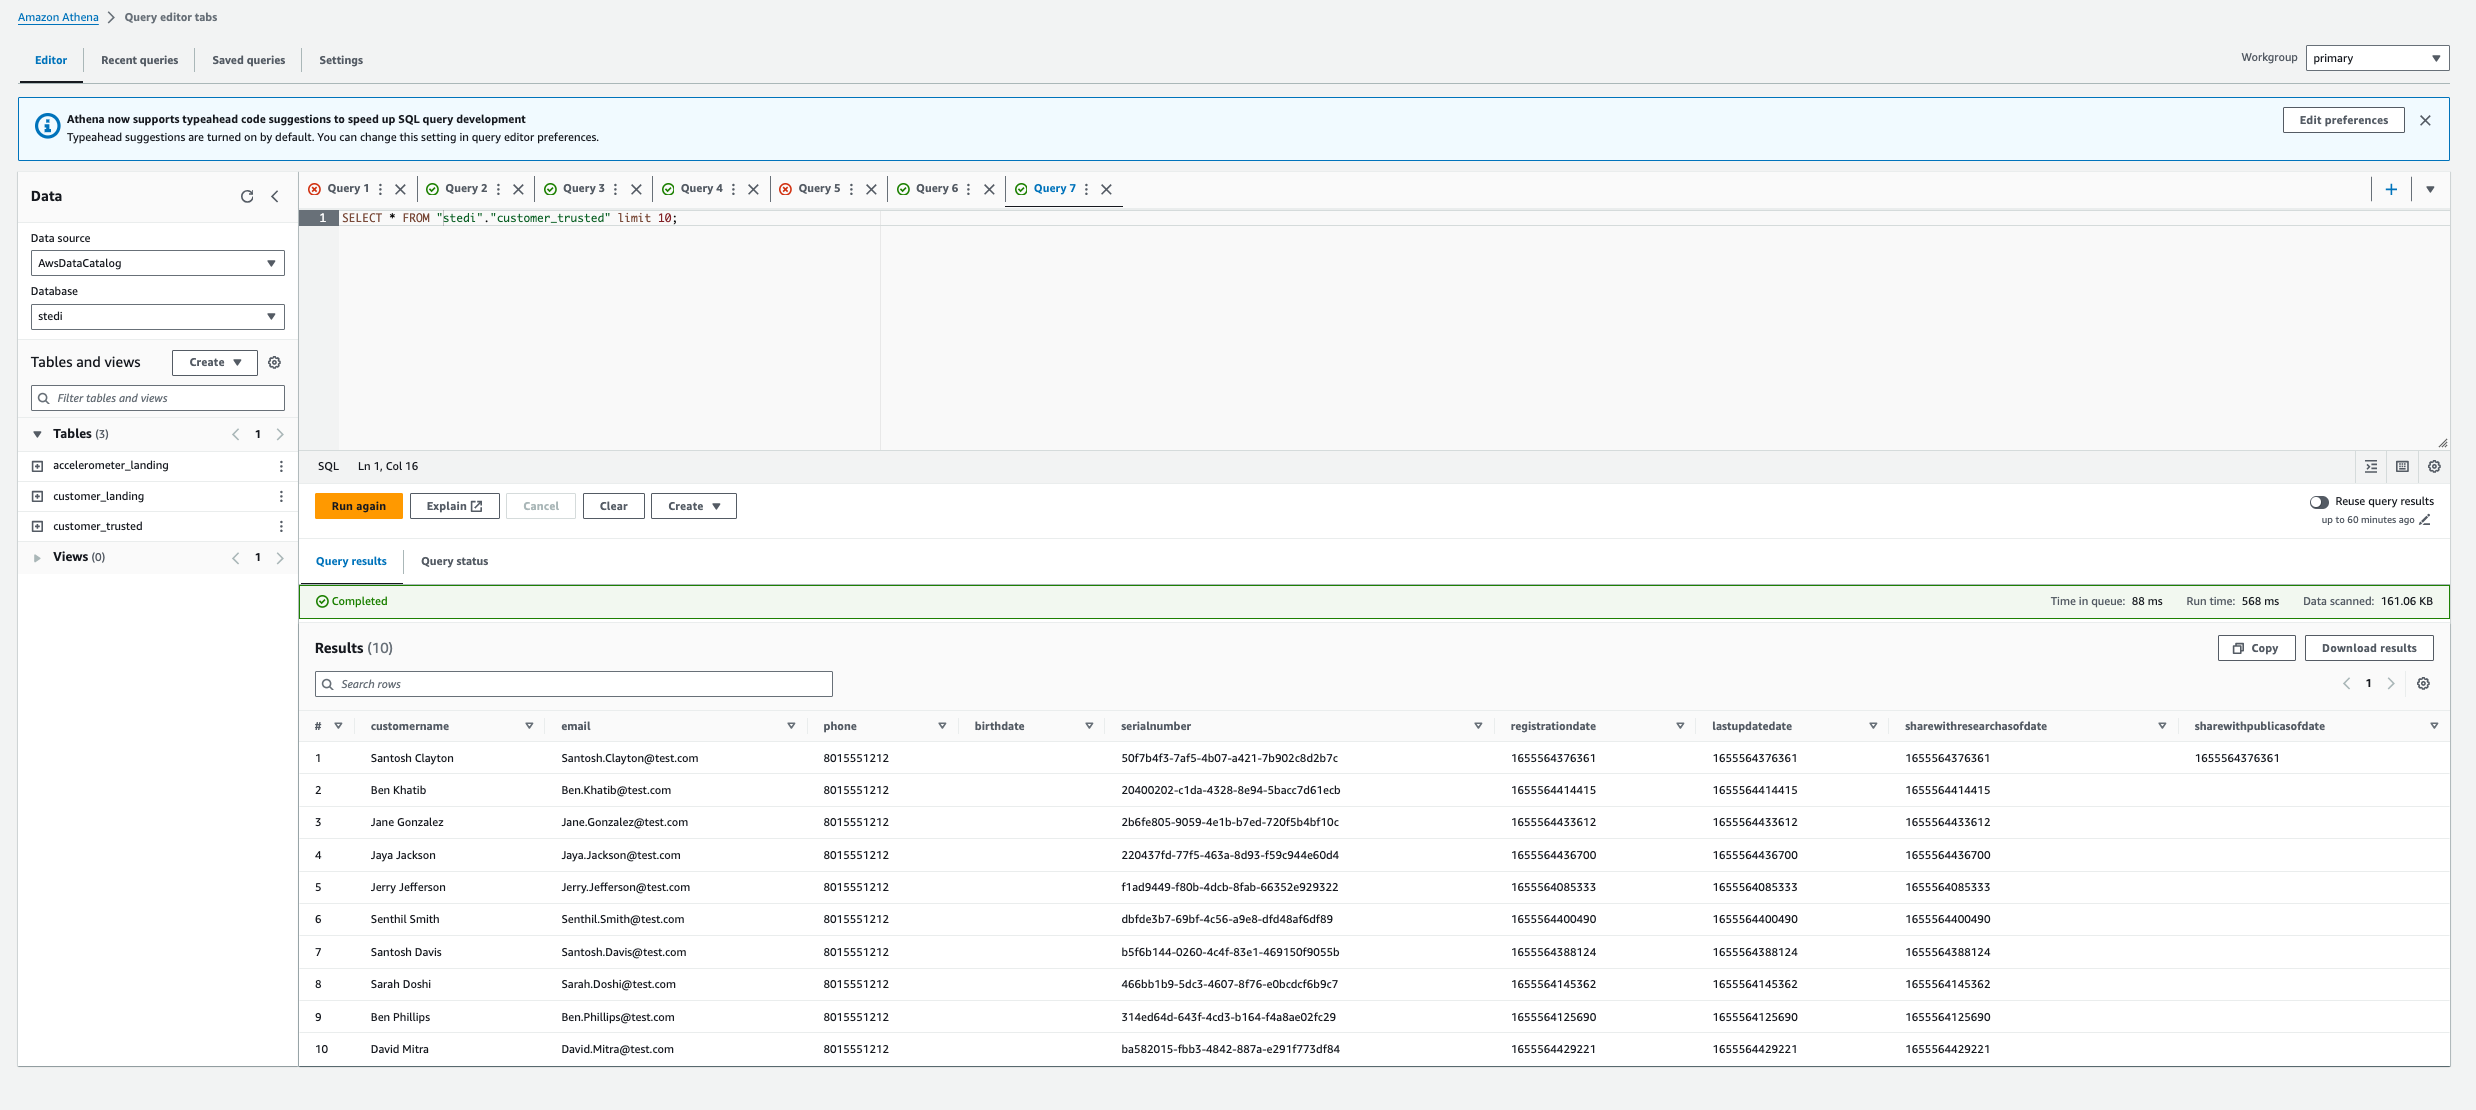 Amazon Athena > Query editor tabs
Editor Recent queries Saved queries Settings Workgroup primary
Athena now supports typeahead code suggestions to speed up SQL query development
Typeahead suggestions are turned on by default. You can change this setting in query editor preferences.
Edit preferences
Data
Data source
AwsDataCatalog
Database
stedi
Tables and views Create
Filter tables and views
Tables (3) 1
accelerometer_landing
customer_landing
customer_trusted
Views (0) 1
Query 1 Query 2 Query 3 Query 4 Query 5 Query 6 Query 7
1 SELECT * FROM "stedi"."customer_trusted" limit 10;
SQL Ln 1, Col 16
Run again Explain Cancel Clear Create
Reuse query results
up to 60 minutes ago
Query results Query status
Completed Time in queue: 88 ms Run time: 568 ms Data scanned: 161.06 KB
Results (10) Copy Download results
Search rows 1
# customername email phone birthdate serialnumber registrationdate lastupdatedate sharewithresearchasofdate sharewithpublicasofdate
1 Santosh Clayton Santosh.Clayton@test.com 8015551212 50f7b4f3-7af5-4b07-a421-7b902c8d2b7c 1655564376361 1655564376361 1655564376361 1655564376361
2 Ben Khatib Ben.Khatib@test.com 8015551212 20400202-c1da-4328-8e94-5bacc7d61ecb 1655564414415 1655564414415 1655564414415
3 Jane Gonzalez Jane.Gonzalez@test.com 8015551212 2b6fe805-9059-4e1b-b7ed-720f5b4bf10c 1655564433612 1655564433612 1655564433612
4 Jaya Jackson Jaya.Jackson@test.com 8015551212 220437fd-77f5-463a-8d93-f59c944e60d4 1655564436700 1655564436700 1655564436700
5 Jerry Jefferson Jerry.Jefferson@test.com 8015551212 f1ad9449-f80b-4dcb-8fab-66352e929322 1655564085333 1655564085333 1655564085333
6 Senthil Smith Senthil.Smith@test.com 8015551212 dbfde3b7-69bf-4c56-a9e8-dfd48af6df89 1655564400490 1655564400490 1655564400490
7 Santosh Davis Santosh.Davis@test.com 8015551212 b5f6b144-0260-4c4f-83e1-469150f9055b 1655564388124 1655564388124 1655564388124
8 Sarah Doshi Sarah.Doshi@test.com 8015551212 466bb1b9-5dc3-4607-8f76-e0bcdcf6b9c7 1655564145362 1655564145362 1655564145362
9 Ben Phillips Ben.Phillips@test.com 8015551212 314ed64d-643f-4cd3-b164-f4a8ae02fc29 1655564125690 1655564125690 1655564125690
10 David Mitra David.Mitra@test.com 8015551212 ba582015-fbb3-4842-887a-e291f773df84 1655564429221 1655564429221 1655564429221